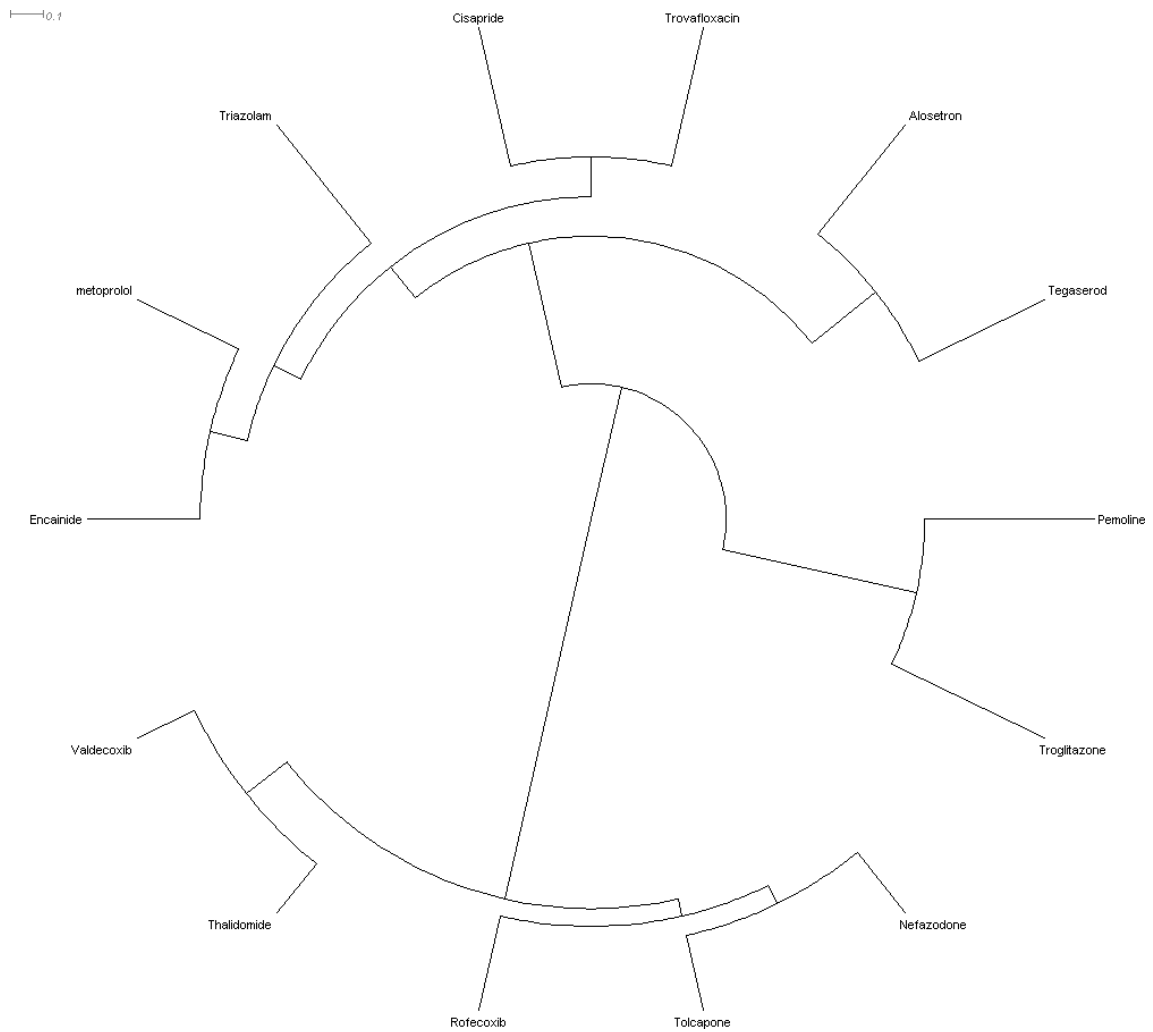 0.1
Cisapride
Trovafloxacin
Triazolam
Alosetron
metoprolol
Tegaserod
Encainide
Pemoline
Valdecoxib
Troglitazone
Thalidomide
Nefazodone
Rofecoxib
Tolcapone